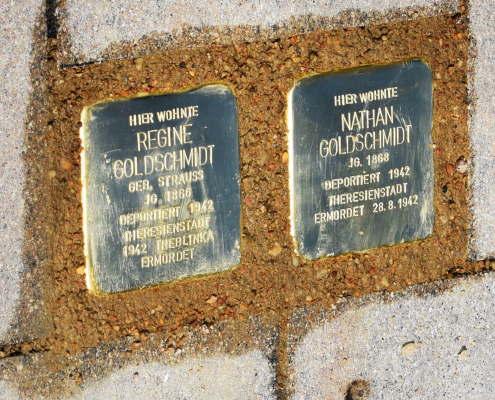 HIER WOHNTE
REGINE
GOLDSCHMIDT
GEB. STRAUSS
JG. 1866
DEPORTIERT 1942
THERESIENSTADT
1942 TREBLINKA
ERMORDET
HIER WOHNTE
NATHAN
GOLDSCHMIDT
JG. 1868
DEPORTIERT 1942
THERESIENSTADT
ERMORDET 28.8.1942